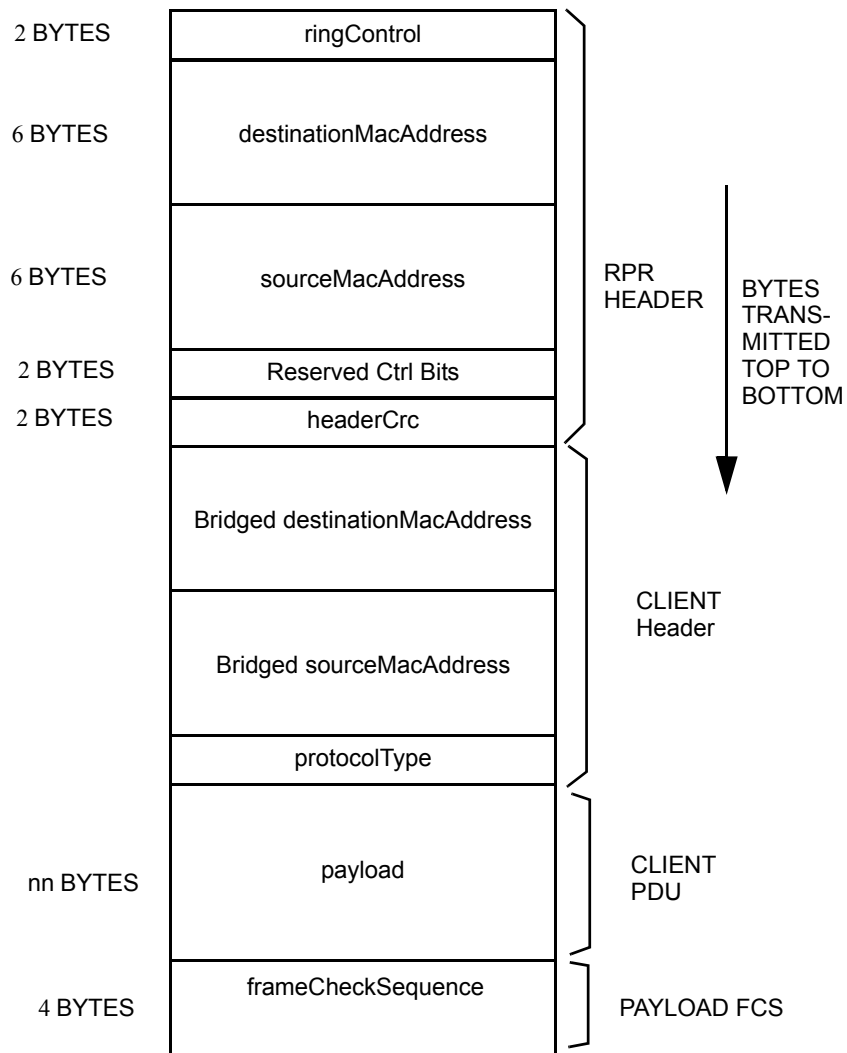 2 BYTES
ringControl
6 BYTES
destinationMacAddress
6 BYTES
sourceMacAddress
RPR
HEADER
BYTES
TRANS-
MITTED
TOP TO
BOTTOM
2 BYTES
Reserved Ctrl Bits
2 BYTES
headerCrc
Bridged destinationMacAddress
CLIENT
Header
Bridged sourceMacAddress
protocolType
nn BYTES
payload
CLIENT
PDU
4 BYTES
frameCheckSequence
PAYLOAD FCS